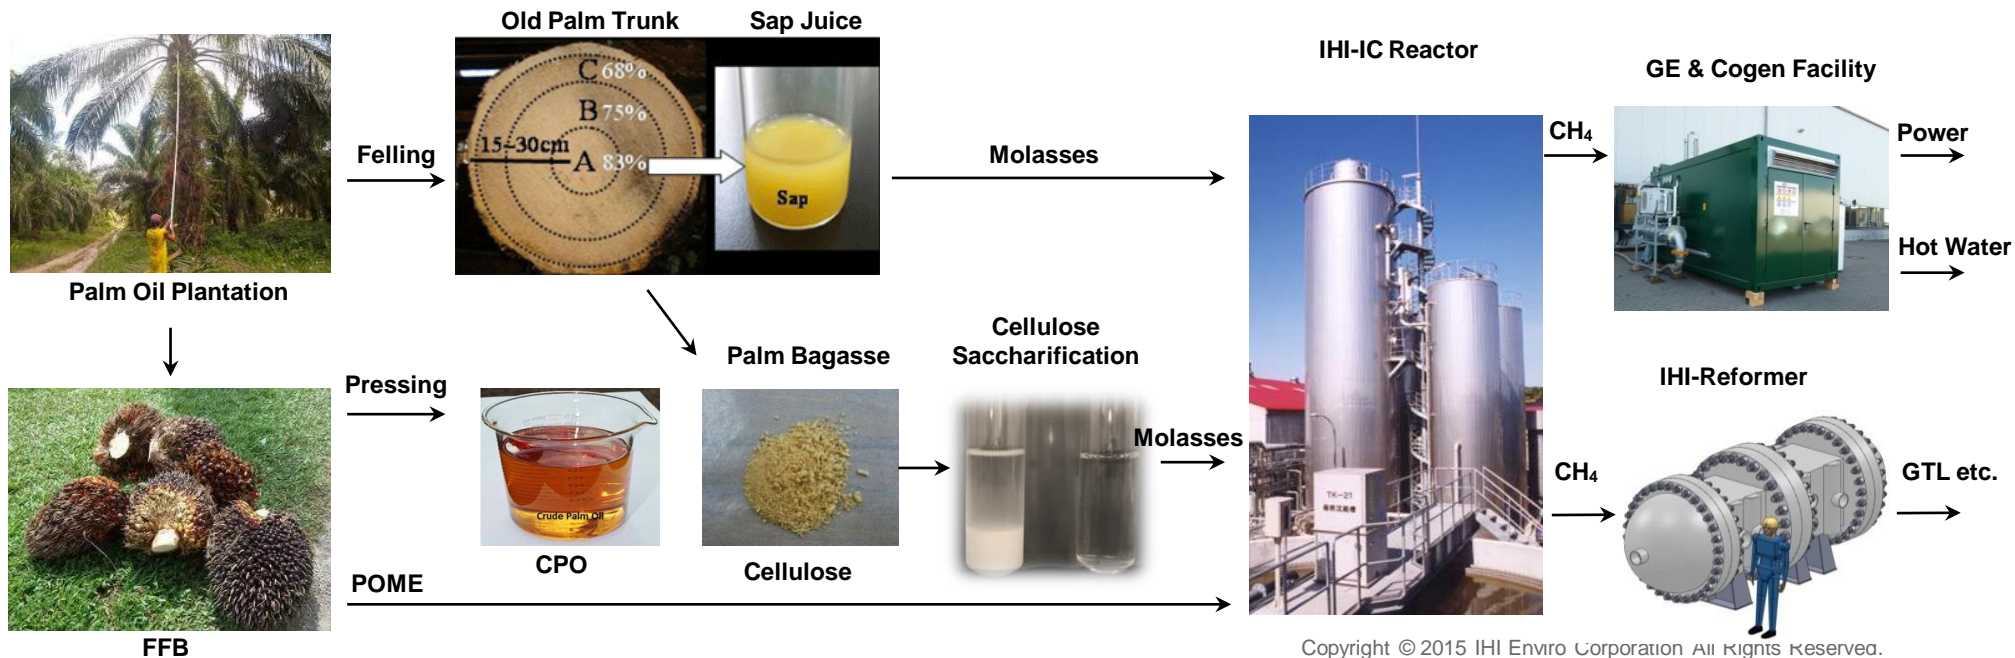 Old Palm Trunk
Sap Juice
IHI-IC Reactor
GE & Cogen Facility
C 68%
B 75%
15~30cm
A 83%
Sap
Felling
Molasses
CH4
Power
Hot Water
Palm Oil Plantation
Palm Bagasse
Cellulose
Saccharification
IHI-Reformer
Pressing
Crude Palm Oil
CPO
Cellulose
Molasses
TK-21
CH4
GTL etc.
POME
FFB
Copyright © 2015 IHI Enviro Corporation All Rights Reserved.